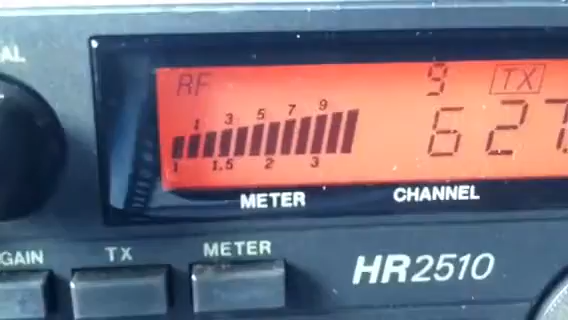 AL
RF
9
TX
1 3 5 7 9
627.
1 1.5 2 3
METER
CHANNEL
GAIN
TX
METER
HR2510